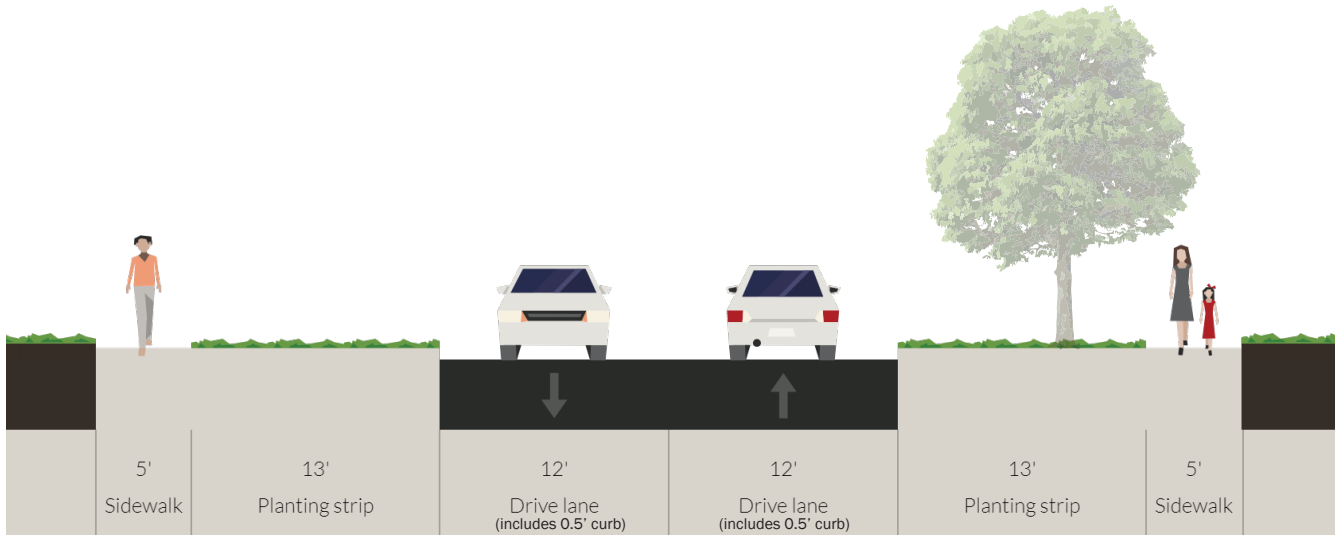 5'
Sidewalk
13'
Planting strip
12'
Drive lane
(includes 0.5’ curb)
12'
Drive lane
(includes 0.5’ curb)
13'
Planting strip
5'
Sidewalk